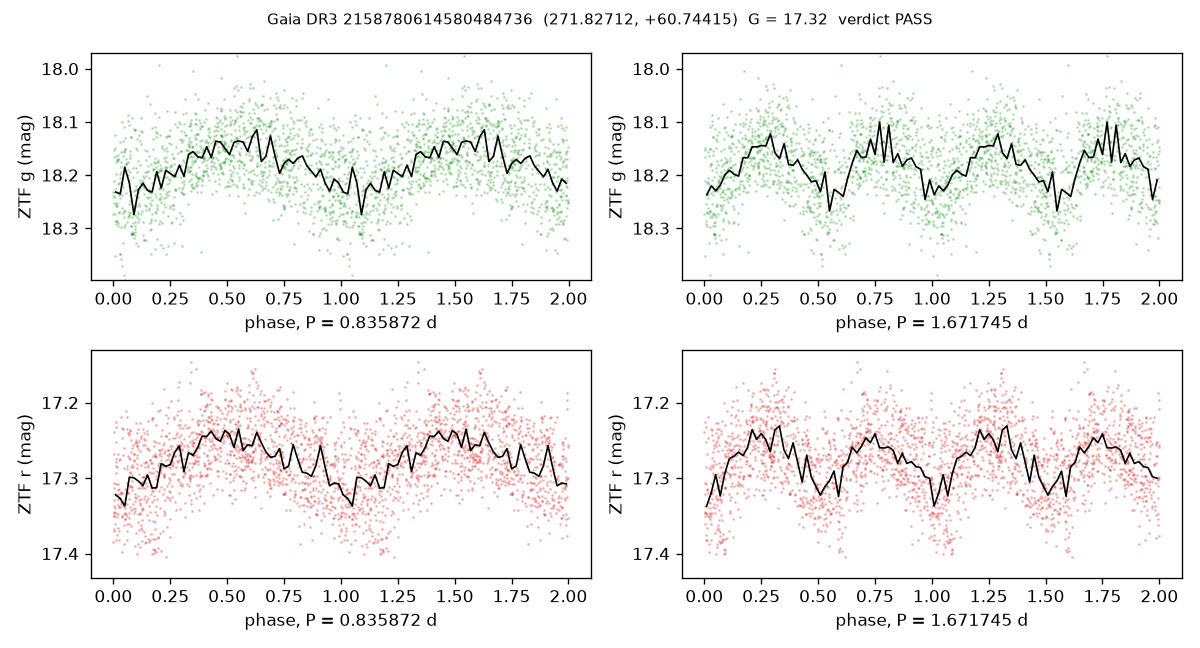 Gaia DR3 2158780614580484736  (271.82712, +60.74415)  G = 17.32  verdict PASS
ZTF g (mag)
18.0
18.1
18.2
18.3
0.00 0.25 0.50 0.75 1.00 1.25 1.50 1.75 2.00
phase, P = 0.835872 d
ZTF g (mag)
18.0
18.1
18.2
18.3
0.00 0.25 0.50 0.75 1.00 1.25 1.50 1.75 2.00
phase, P = 1.671745 d
ZTF r (mag)
17.2
17.3
17.4
0.00 0.25 0.50 0.75 1.00 1.25 1.50 1.75 2.00
phase, P = 0.835872 d
ZTF r (mag)
17.2
17.3
17.4
0.00 0.25 0.50 0.75 1.00 1.25 1.50 1.75 2.00
phase, P = 1.671745 d